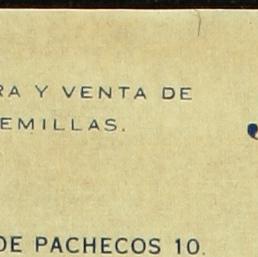 RA Y VENTA DE
EMILLAS.
DE PACHECOS 10.